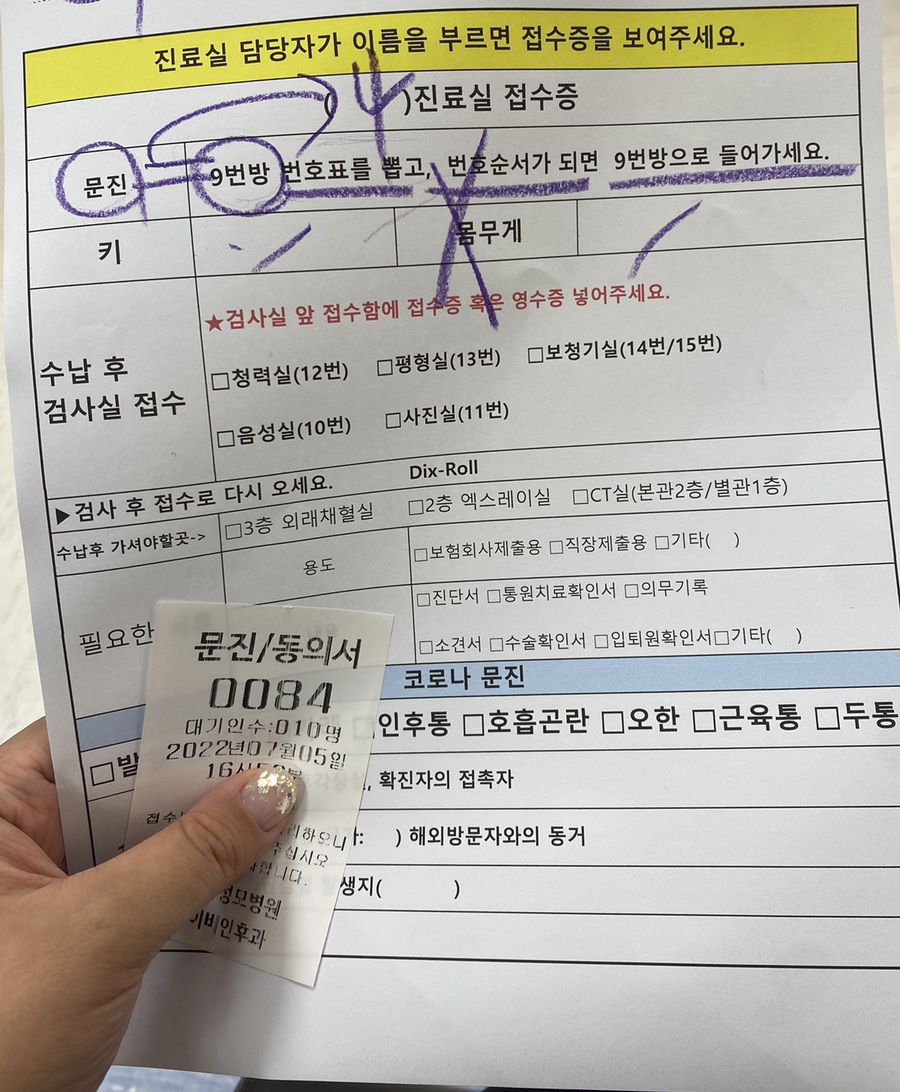 진료실 담당자가 이름을 부르면 접수증을 보여주세요.
( 4 )진료실 접수증
문진 9번방 번호표를 뽑고, 번호순서가 되면 9번방으로 들어가세요.
키 몸무게
★검사실 앞 접수함에 접수증 혹은 영수증 넣어주세요.
수납 후
검사실 접수
□청력실(12번) □평형실(13번) □보청기실(14번/15번)
□음성실(10번) □사진실(11번)
▶검사 후 접수로 다시 오세요. Dix-Roll
수납후 가셔야할곳-> □3층 외래채혈실 □2층 엑스레이실 □CT실(본관2층/별관1층)
용도 □보험회사제출용 □직장제출용 □기타( )
필요한
□진단서 □통원치료확인서 □의무기록
□소견서 □수술확인서 □입퇴원확인서□기타( )
코로나 문진
□인후통 □호흡곤란 □오한 □근육통 □두통
, 확진자의 접촉자
) 해외방문자와의 동거
생지( )
문진/동의서
0084
대기인수:010명
2022년07월05일
성모병원
이비인후과